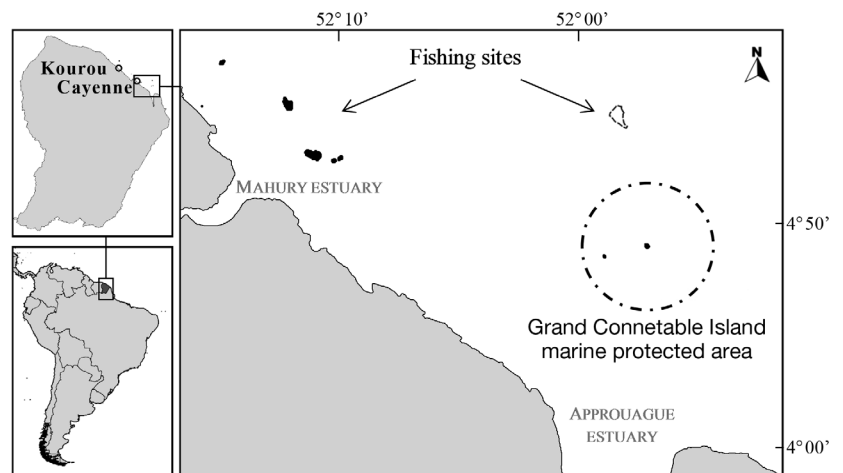 52°10'
52°00'
Fishing sites
N
Kourou
Cayenne
MAHURY ESTUARY
4°50'
Grand Connetable Island
marine protected area
APPROUAGUE
ESTUARY
4°00'